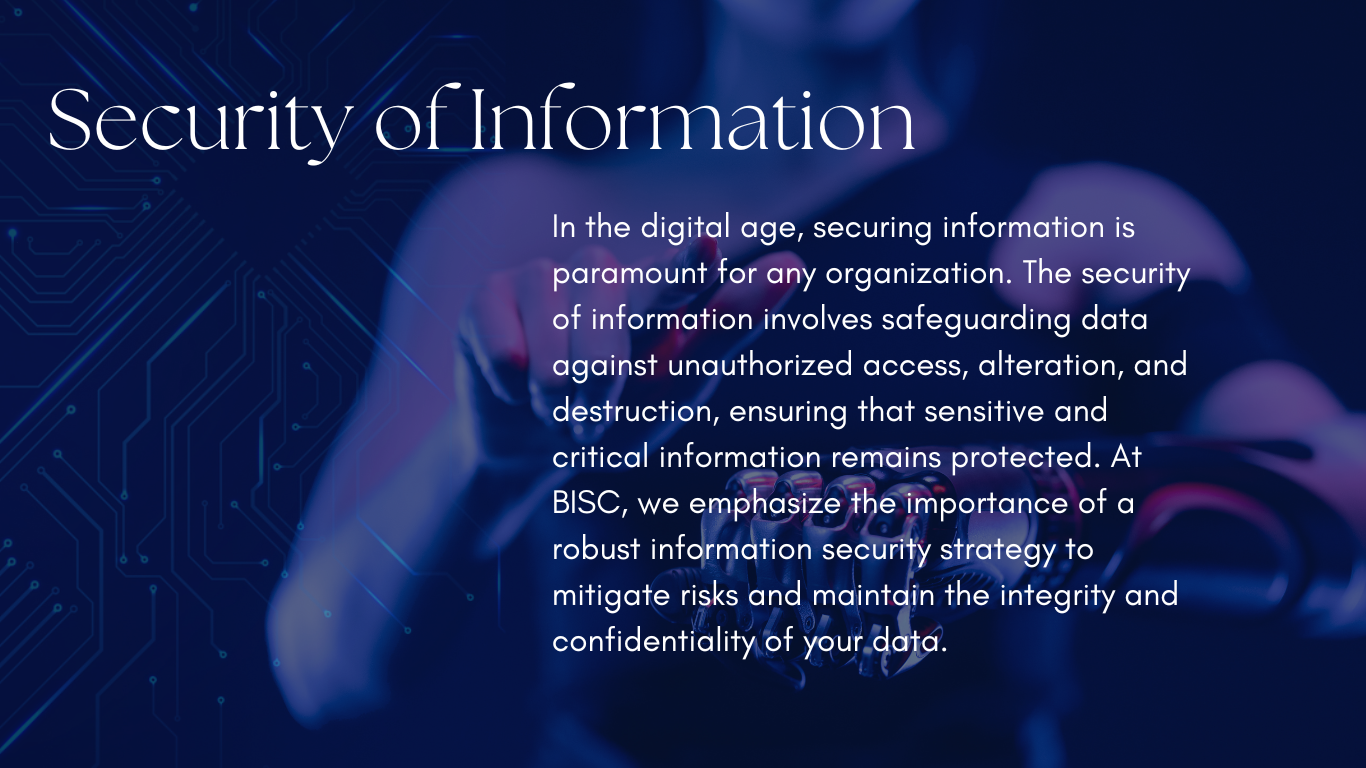 Security of Information
In the digital age, securing information is
paramount for any organization. The security
of information involves safeguarding data
against unauthorized access, alteration, and
destruction, ensuring that sensitive and
critical information remains protected. At
BISC, we emphasize the importance of a
robust information security strategy to
mitigate risks and maintain the integrity and
confidentiality of your data.